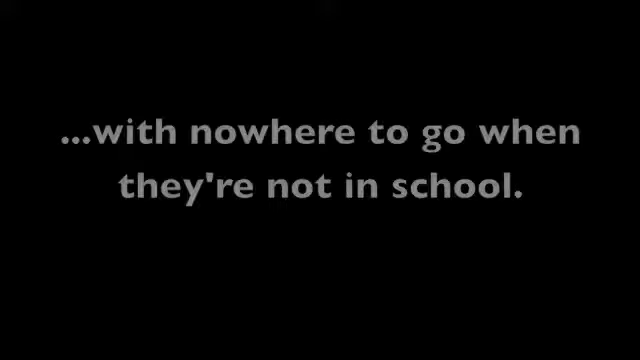 ...with nowhere to go when
they're not in school.